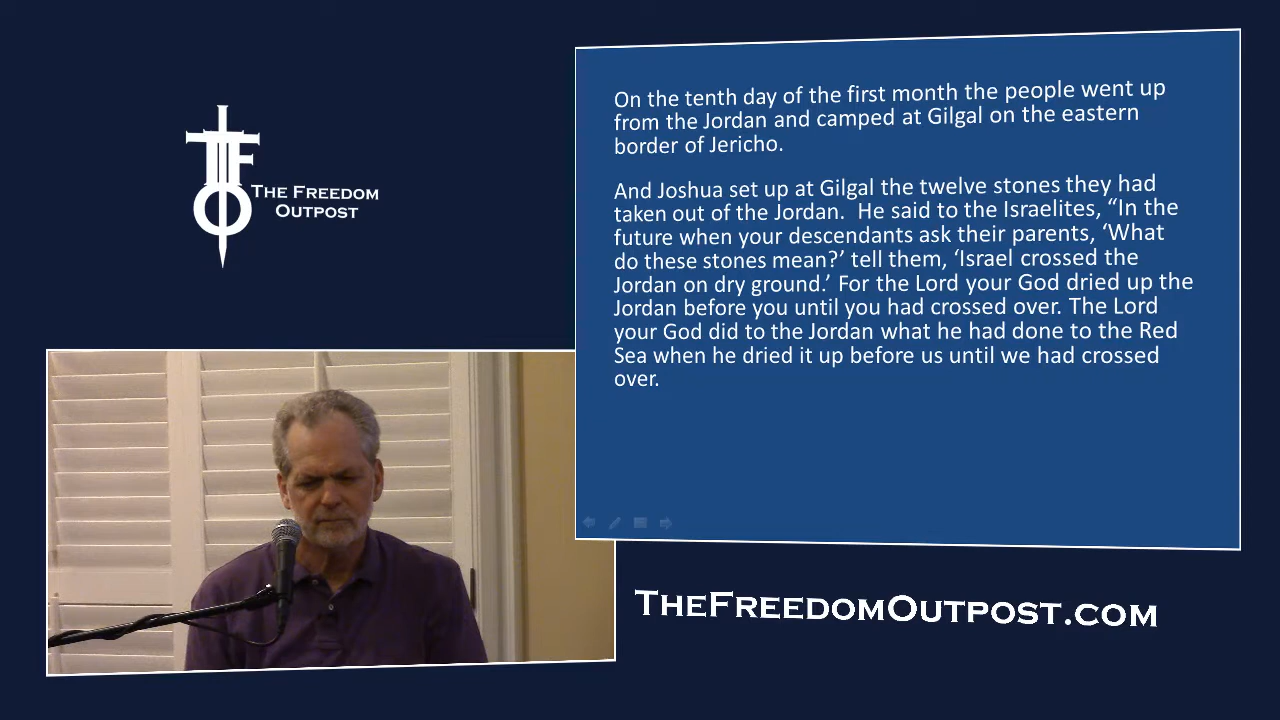 THE FREEDOM
OUTPOST
On the tenth day of the first month the people went up
from the Jordan and camped at Gilgal on the eastern
border of Jericho.
And Joshua set up at Gilgal the twelve stones they had
taken out of the Jordan.  He said to the Israelites, “In the
future when your descendants ask their parents, ‘What
do these stones mean?’ tell them, ‘Israel crossed the
Jordan on dry ground.’ For the Lord your God dried up the
Jordan before you until you had crossed over. The Lord
your God did to the Jordan what he had done to the Red
Sea when he dried it up before us until we had crossed
over.
THEFREEDOMOUTPOST.COM